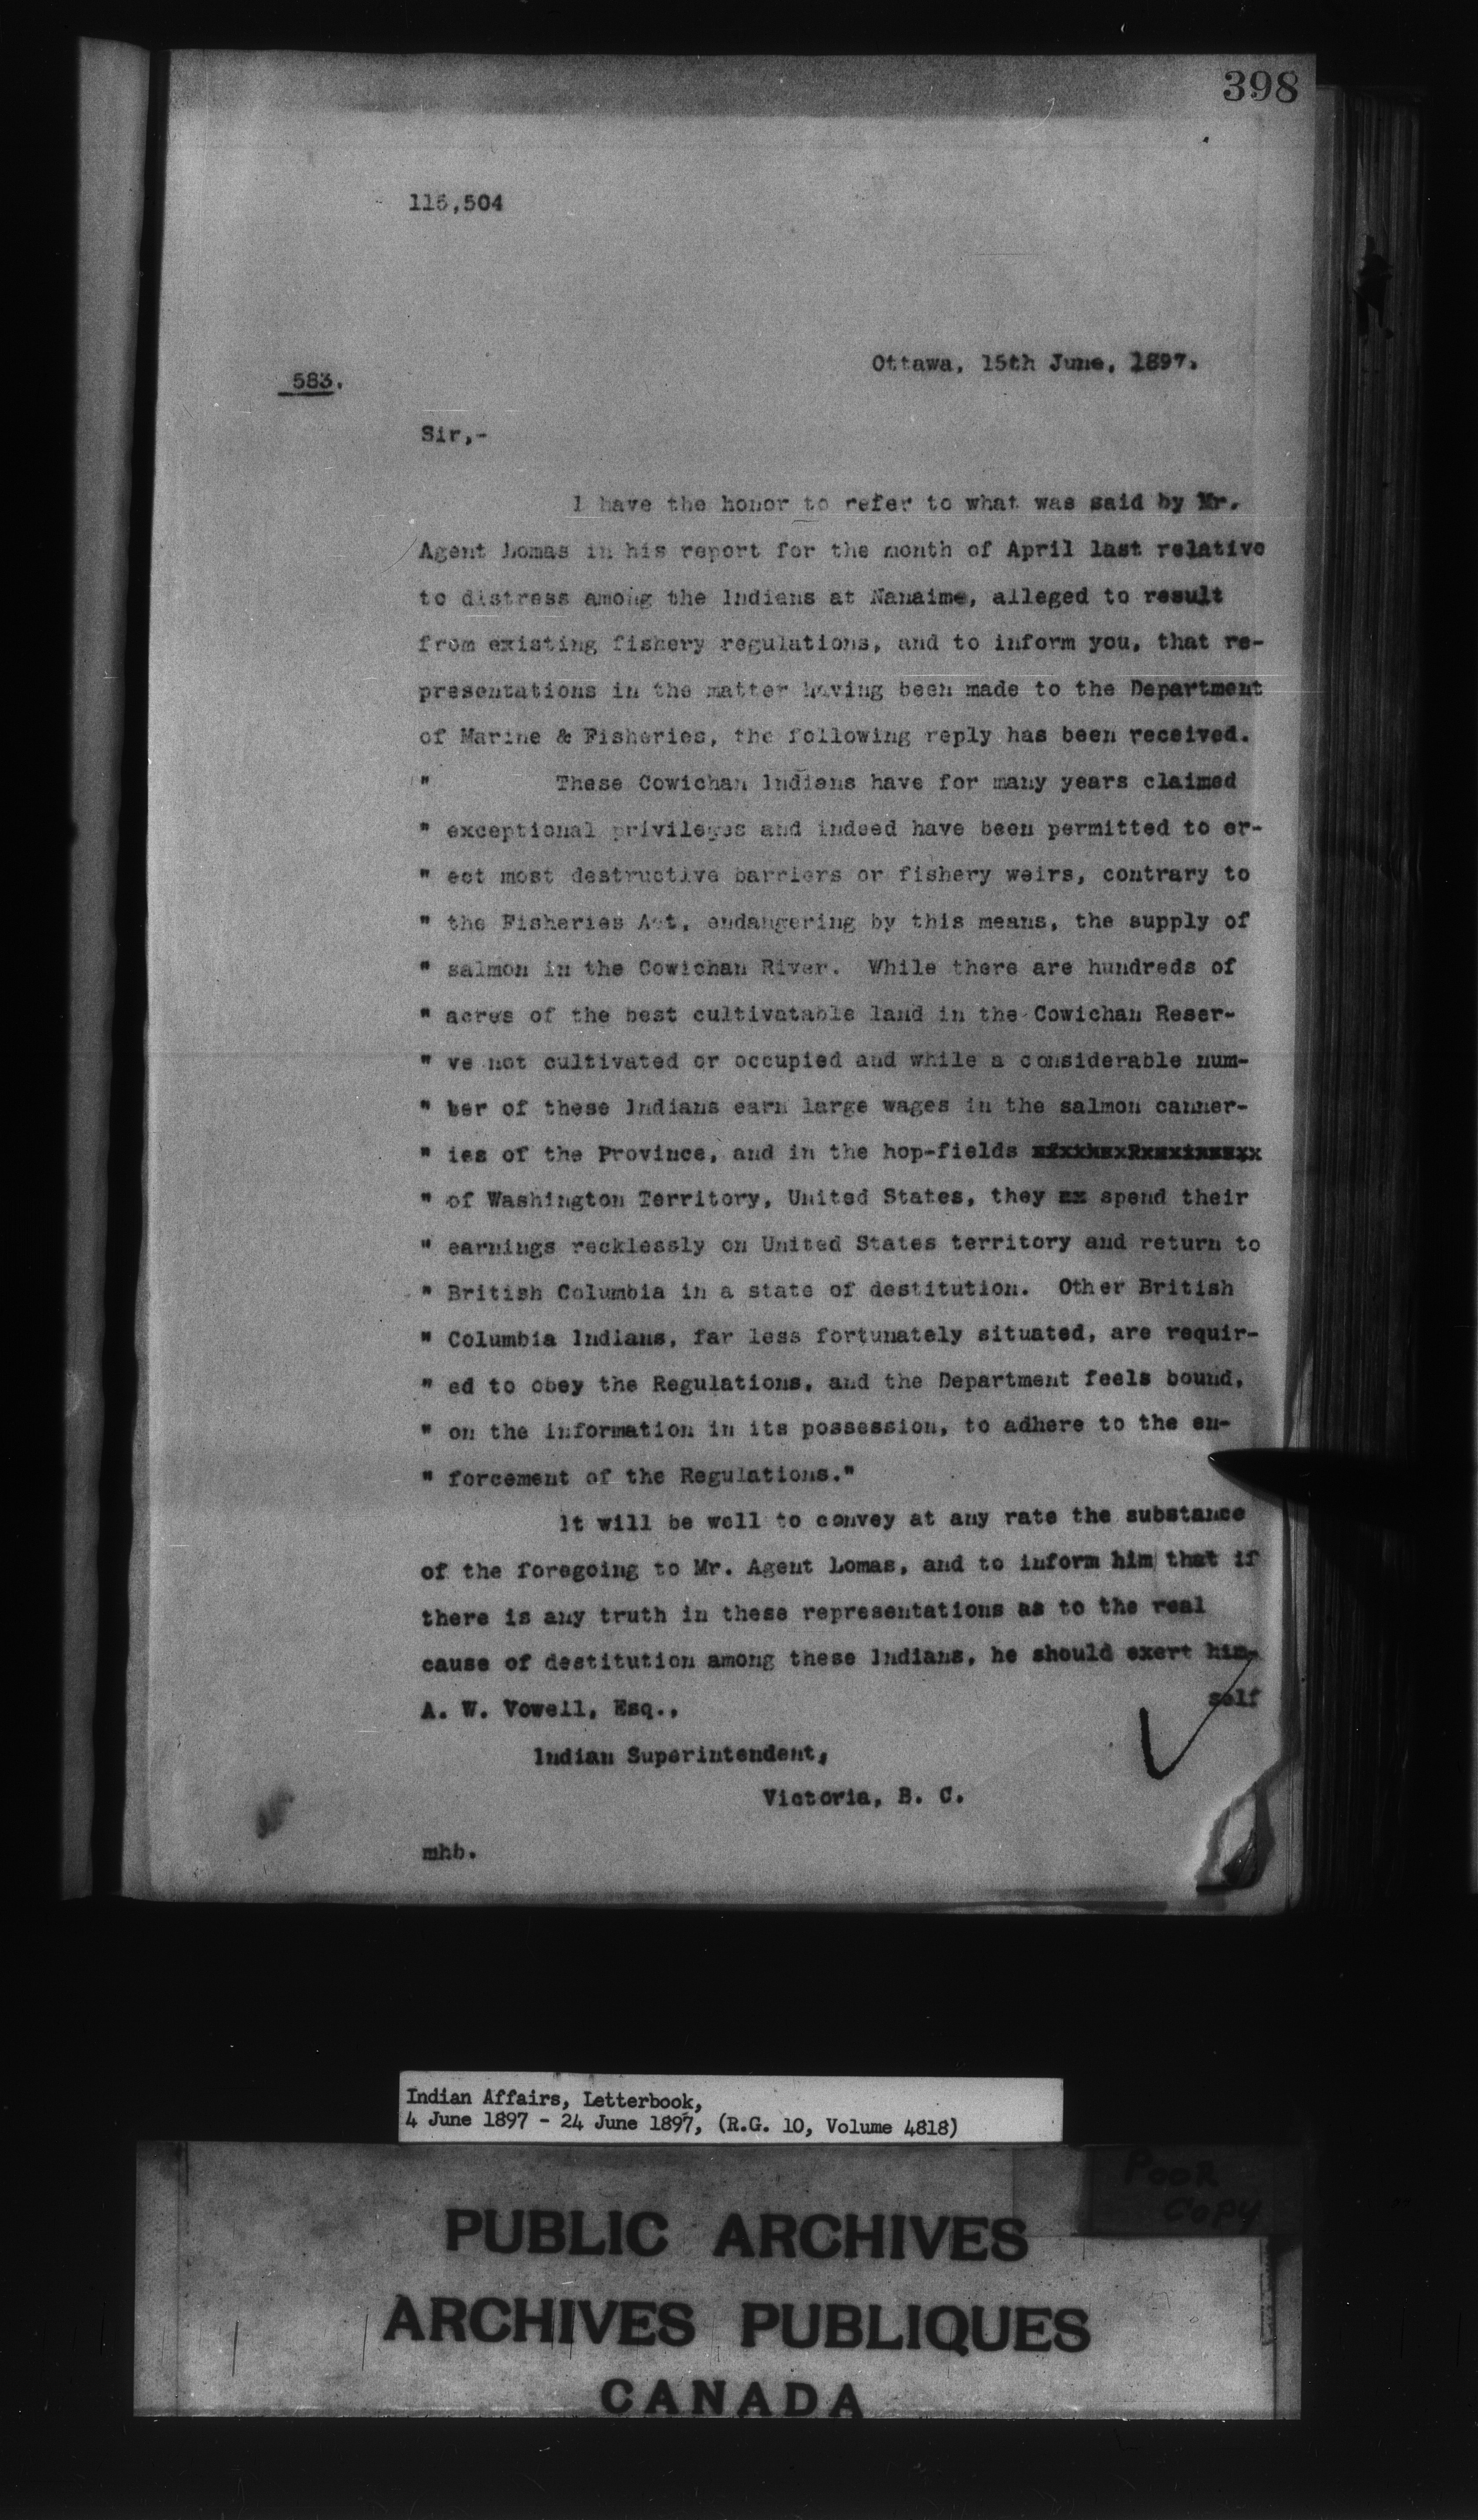 398
115,504
Ottawa, 15th June, 1897.
583.
Sir,-
I have the honor to refer to what was said by Mr.
Agent Lomas in his report for the month of April last relative
to distress among the Indians at Nanaimo, alleged to result
from existing fishery regulations, and to inform you, that re-
presentations in the matter having been made to the Department
of Marine & Fisheries, the following reply has been received.
" These Cowichan Indians have for many years claimed
" exceptional privileges and indeed have been permitted to er-
" ect most destructive barriers or fishery weirs, contrary to
" the Fisheries Act, endangering by this means, the supply of
" salmon in the Cowichan River. While there are hundreds of
" acres of the best cultivatable land in the Cowichan Reser-
" ve not cultivated or occupied and while a considerable num-
" ber of these Indians earn large wages in the salmon canner-
" ies of the Province, and in the hop-fields
" of Washington Territory, United States, they spend their
" earnings recklessly on United States territory and return to
" British Columbia in a state of destitution. Other British
" Columbia Indians, far less fortunately situated, are requir-
" ed to obey the Regulations, and the Department feels bound,
" on the information in its possession, to adhere to the en-
" forcement of the Regulations."
It will be well to convey at any rate the substance
of the foregoing to Mr. Agent Lomas, and to inform him that if
there is any truth in these representations as to the real
cause of destitution among these Indians, he should exert him-
self
A. W. Vowell, Esq.,
Indian Superintendent,
Victoria, B. C.
mhb.
Indian Affairs, Letterbook,
4 June 1897 - 24 June 1897, (R.G. 10, Volume 4818)
Poor
Copy
PUBLIC ARCHIVES
ARCHIVES PUBLIQUES
CANADA